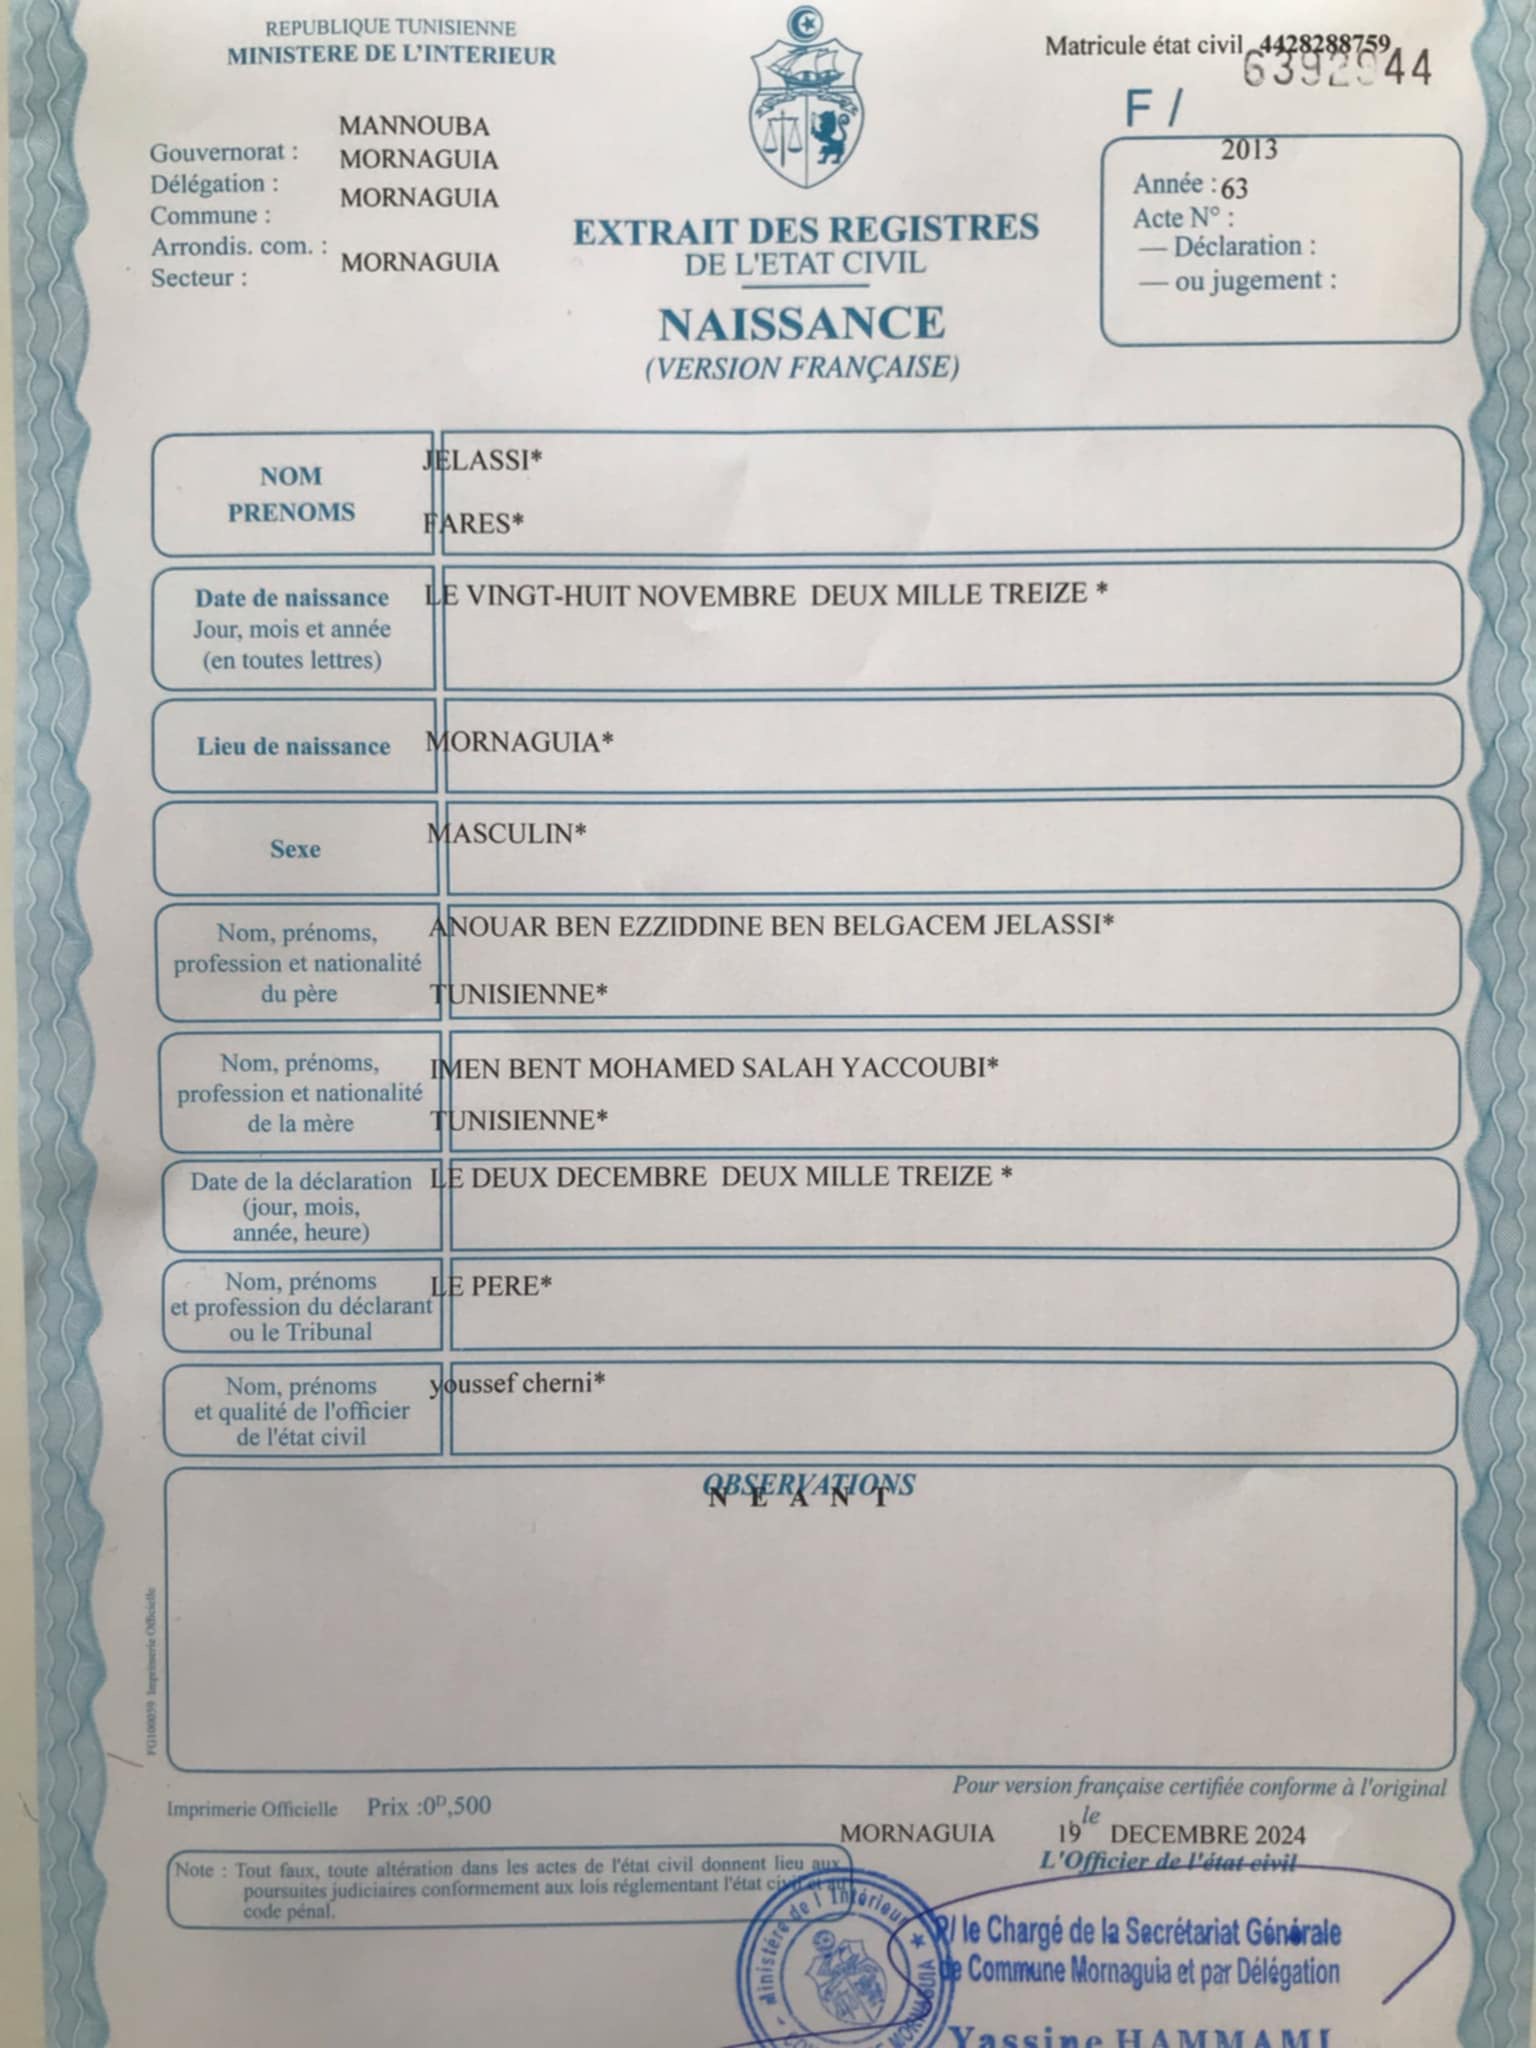 REPUBLIQUE TUNISIENNE
MINISTERE DE L'INTERIEUR
Matricule état civil 4428288759
6392944
F /
MANNOUBA
Gouvernorat :
MORNAGUIA
Délégation :
MORNAGUIA
Commune :
Arrondis. com. :
MORNAGUIA
Secteur :
2013
Année : 63
Acte N° :
— Déclaration :
— ou jugement :
EXTRAIT DES REGISTRES
DE L'ETAT CIVIL
NAISSANCE
(VERSION FRANÇAISE)
NOM
PRENOMS
JELASSI*
FARES*
Date de naissance
Jour, mois et année
(en toutes lettres)
LE VINGT-HUIT NOVEMBRE DEUX MILLE TREIZE *
Lieu de naissance
MORNAGUIA*
Sexe
MASCULIN*
Nom, prénoms,
profession et nationalité
du père
ANOUAR BEN EZZIDDINE BEN BELGACEM JELASSI*
TUNISIENNE*
Nom, prénoms,
profession et nationalité
de la mère
IMEN BENT MOHAMED SALAH YACCOUBI*
TUNISIENNE*
Date de la déclaration
(jour, mois,
année, heure)
LE DEUX DECEMBRE DEUX MILLE TREIZE *
Nom, prénoms
et profession du déclarant
ou le Tribunal
LE PERE*
Nom, prénoms
et qualité de l'officier
de l'état civil
youssef cherni*
OBSERVATIONS
N E A N T
FG100039 Imprimerie Officielle
Imprimerie Officielle Prix :0ᴰ,500
Pour version française certifiée conforme à l'original
le
MORNAGUIA 19 DECEMBRE 2024
L'Officier de l'état civil
Note : Tout faux, toute altération dans les actes de l'état civil donnent lieu aux
poursuites judiciaires conformement aux lois réglementant l'état civil et au
code pénal.
Ministère de l'Intérieur
MORNAGUIA
P/ le Chargé de la Secrétariat Générale
de Commune Mornaguia et par Délégation
Yassine HAMMAMI